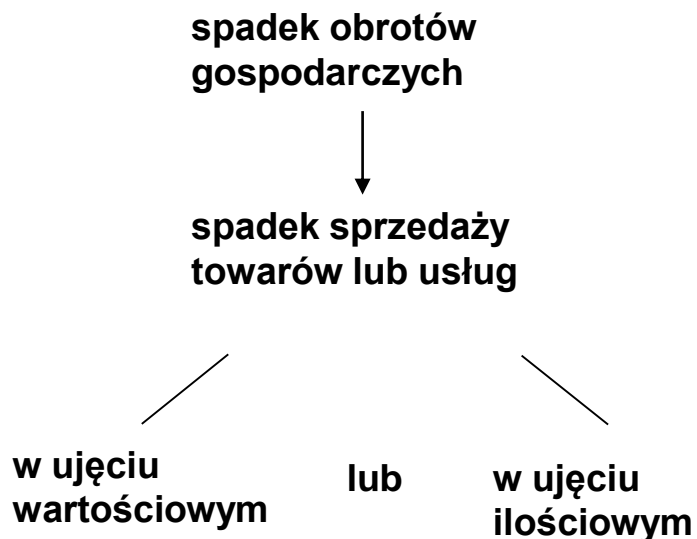 spadek obrotów
gospodarczych
spadek sprzedaży
towarów lub usług
w ujęciu
wartościowym
lub
w ujęciu
ilościowym